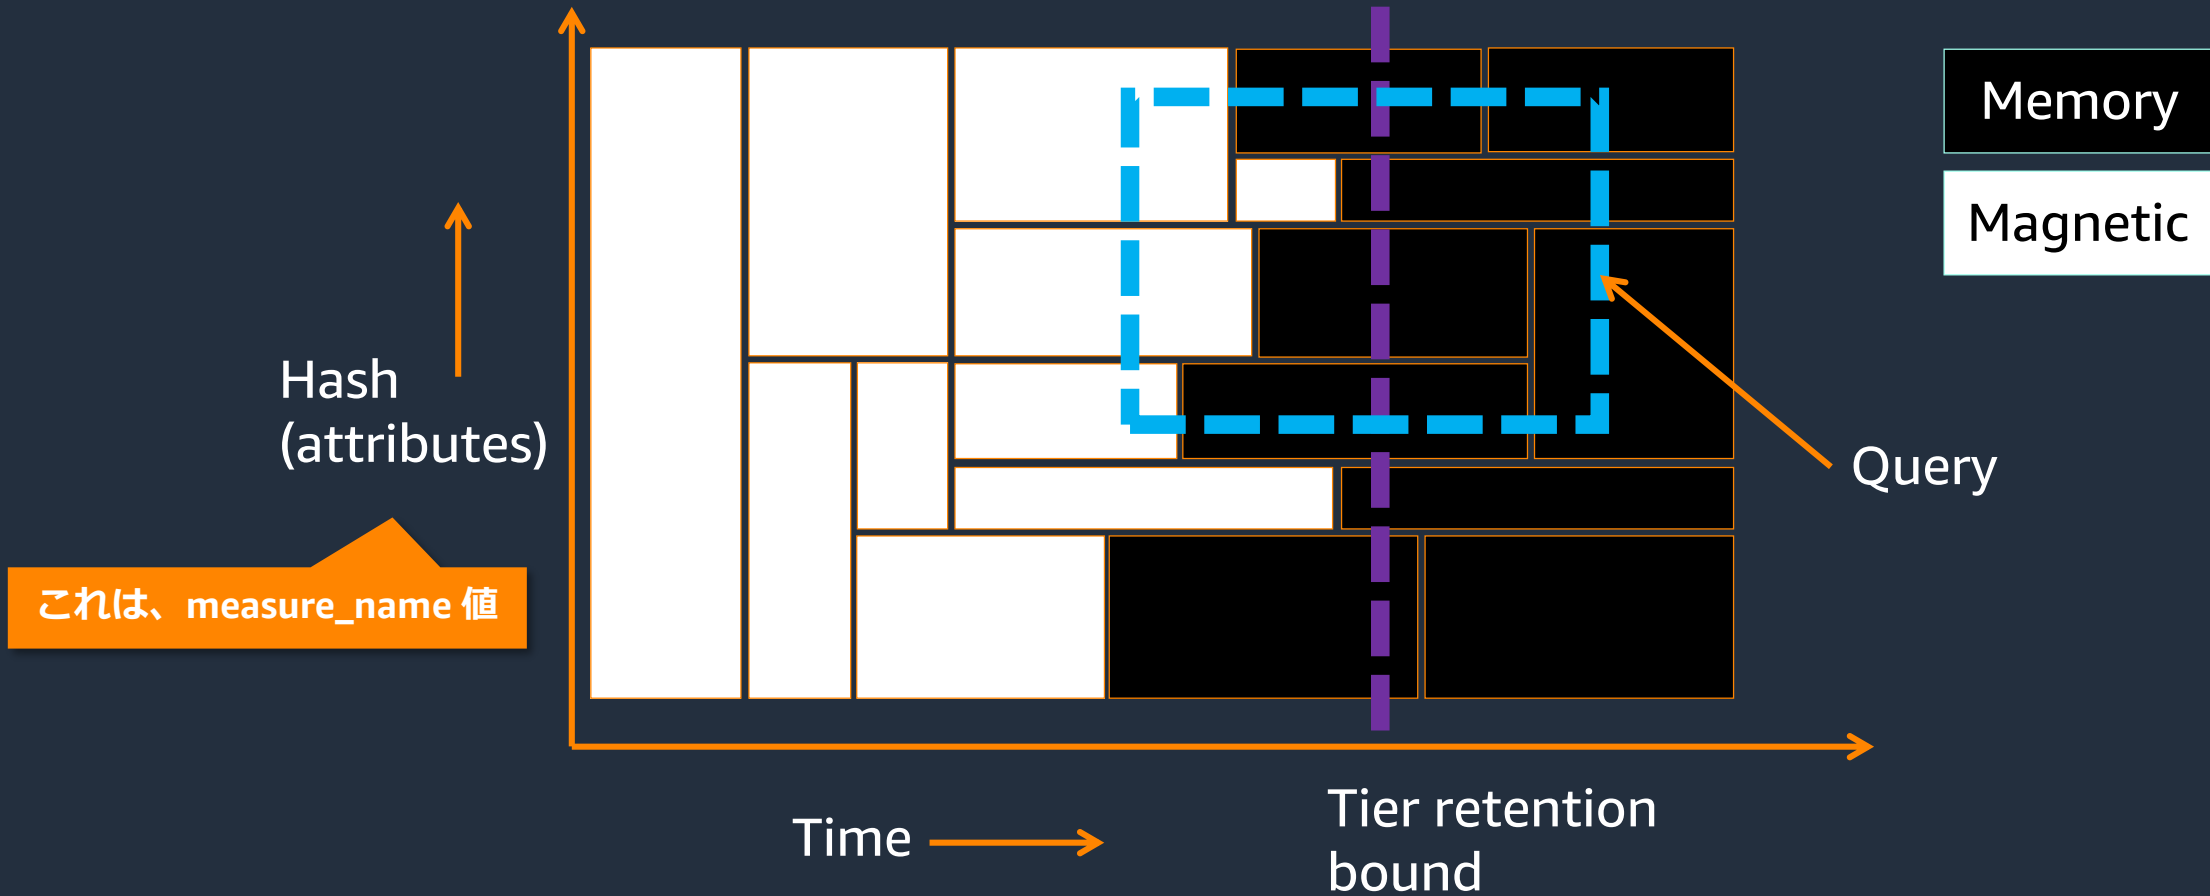 Memory
Magnetic
Hash
(attributes)
これは、measure_name 値
Query
Time
Tier retention
bound